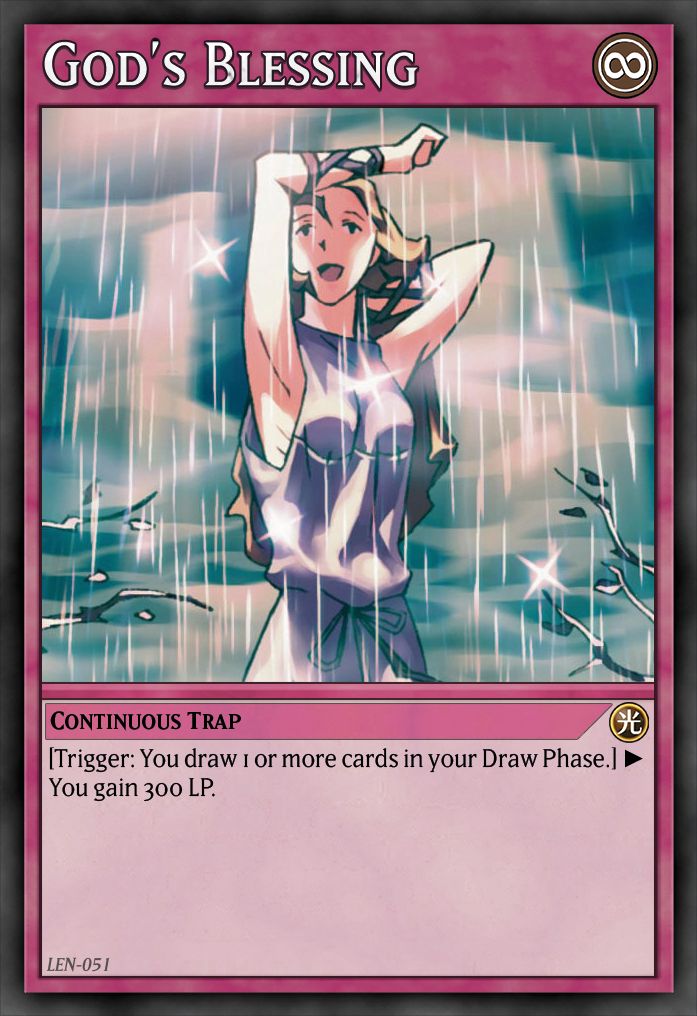 God's Blessing
Continuous Trap
光
[Trigger: You draw 1 or more cards in your Draw Phase.] ►
You gain 300 LP.
LEN-051